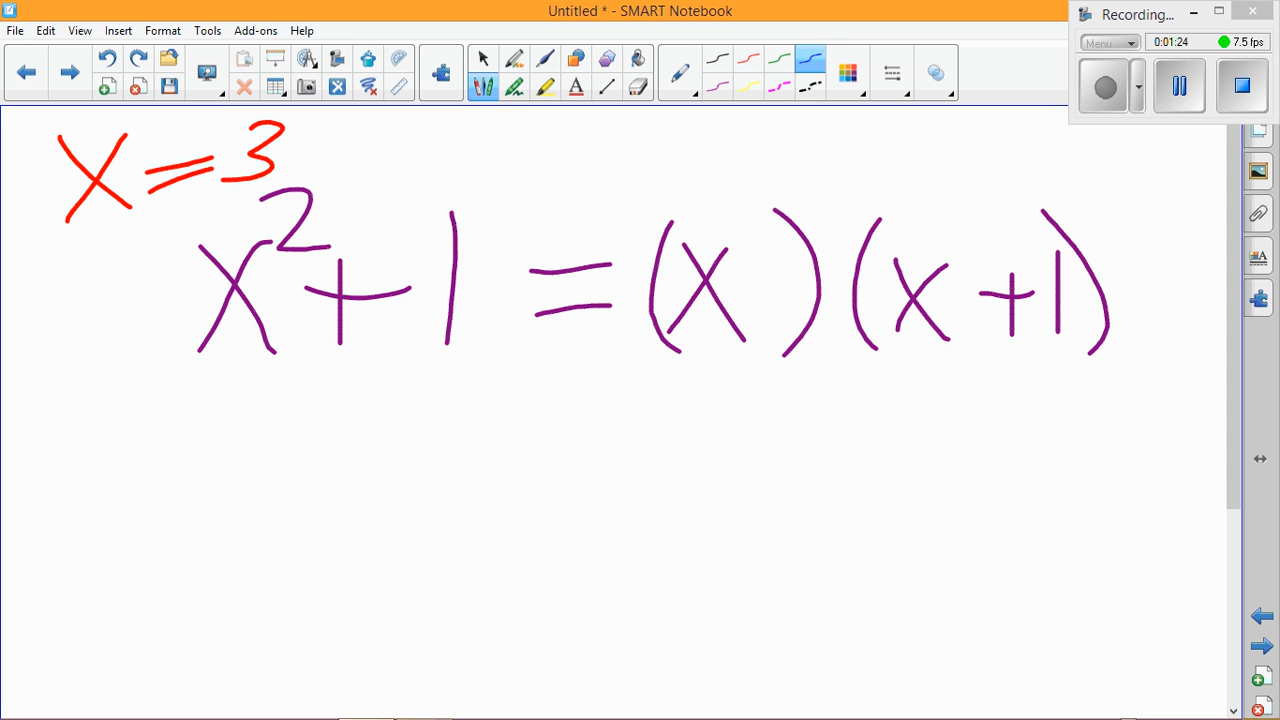 Untitled * - SMART Notebook
Recording...
File Edit View Insert Format Tools Add-ons Help
Menu
0:01:24
7.5 fps
x = 3
x² + 1 = (x)(x + 1)